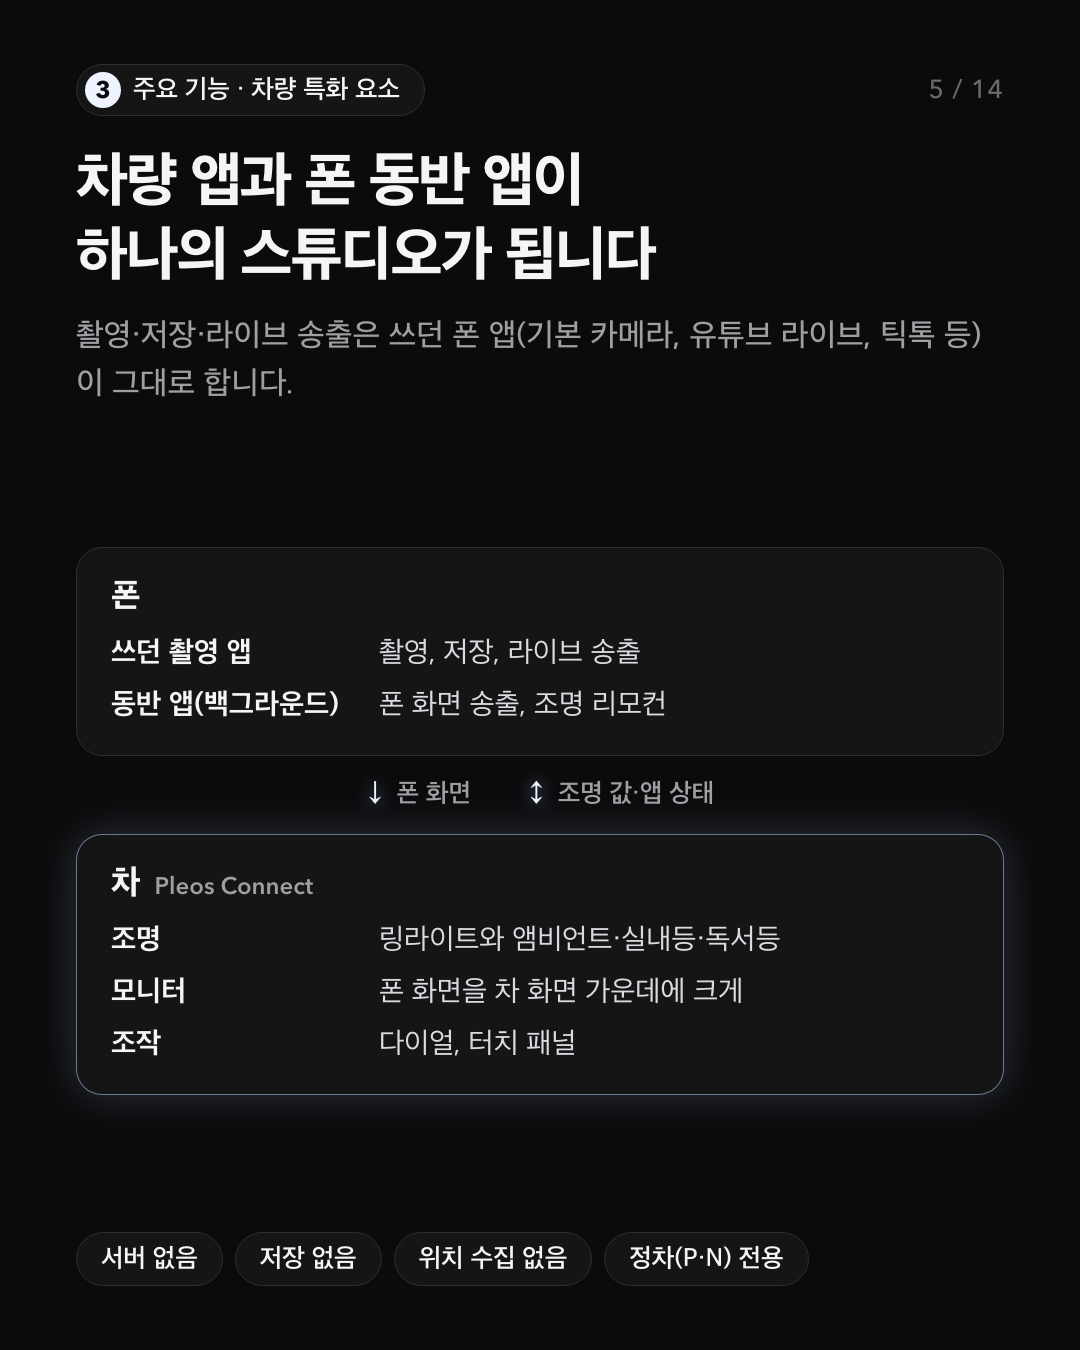 3 주요 기능 · 차량 특화 요소
5 / 14
차량 앱과 폰 동반 앱이
하나의 스튜디오가 됩니다
촬영·저장·라이브 송출은 쓰던 폰 앱(기본 카메라, 유튜브 라이브, 틱톡 등)
이 그대로 합니다.
폰
쓰던 촬영 앱 촬영, 저장, 라이브 송출
동반 앱(백그라운드) 폰 화면 송출, 조명 리모컨
↓ 폰 화면 ↕ 조명 값·앱 상태
차 Pleos Connect
조명 링라이트와 앰비언트·실내등·독서등
모니터 폰 화면을 차 화면 가운데에 크게
조작 다이얼, 터치 패널
서버 없음 저장 없음 위치 수집 없음 정차(P·N) 전용